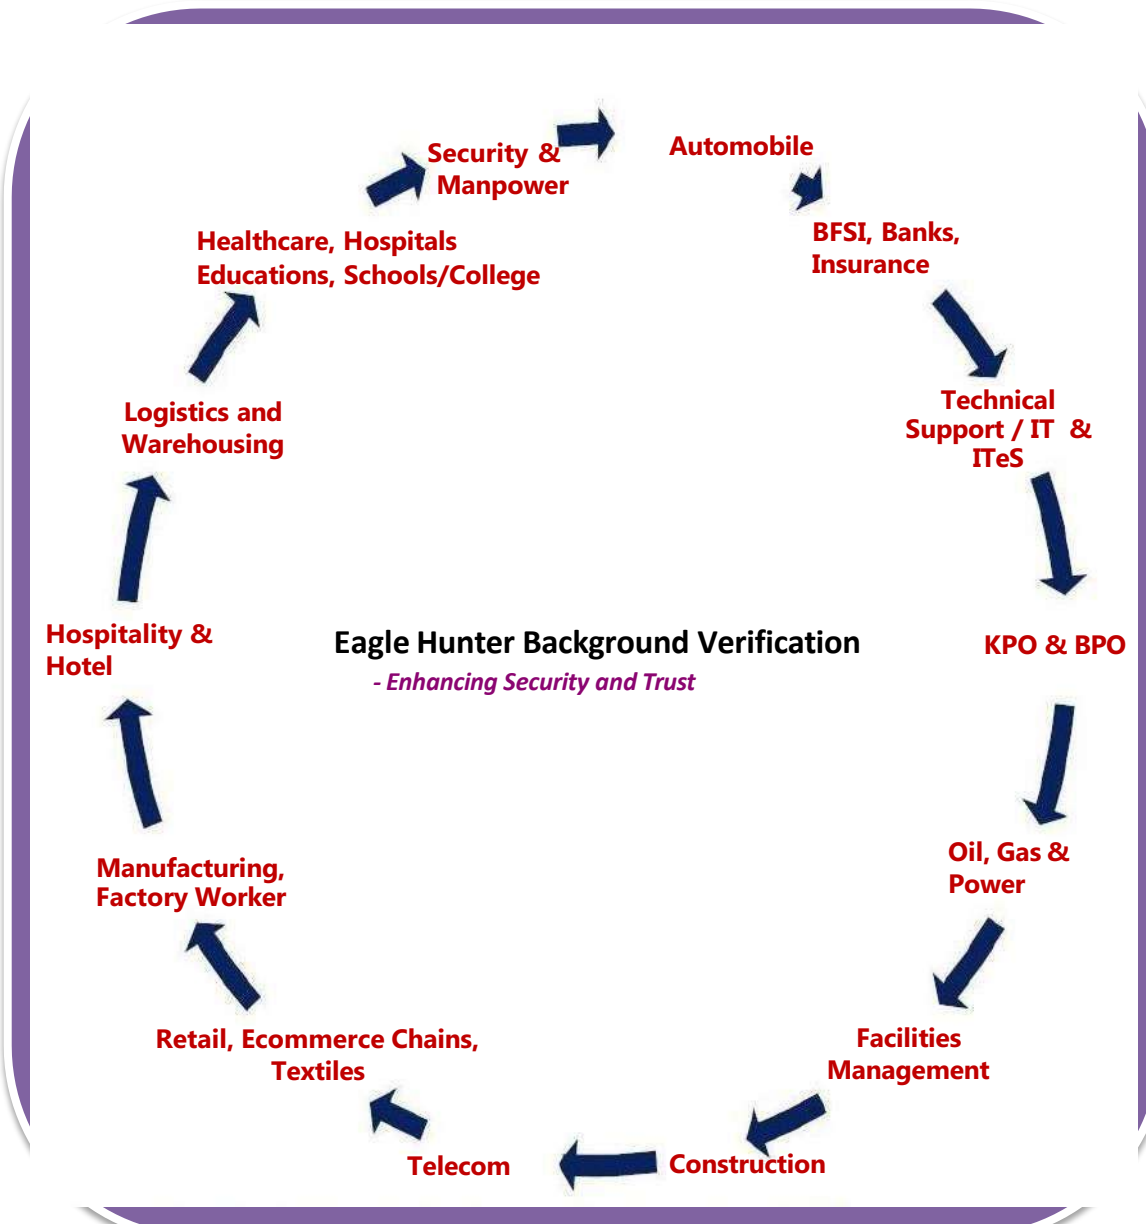 Security &
Manpower
Automobile
BFSI, Banks,
Insurance
Technical
Support / IT &
ITeS
KPO & BPO
Oil, Gas &
Power
Facilities
Management
Construction
Telecom
Retail, Ecommerce Chains,
Textiles
Manufacturing,
Factory Worker
Hospitality &
Hotel
Logistics and
Warehousing
Healthcare, Hospitals
Educations, Schools/College
Eagle Hunter Background Verification
- Enhancing Security and Trust